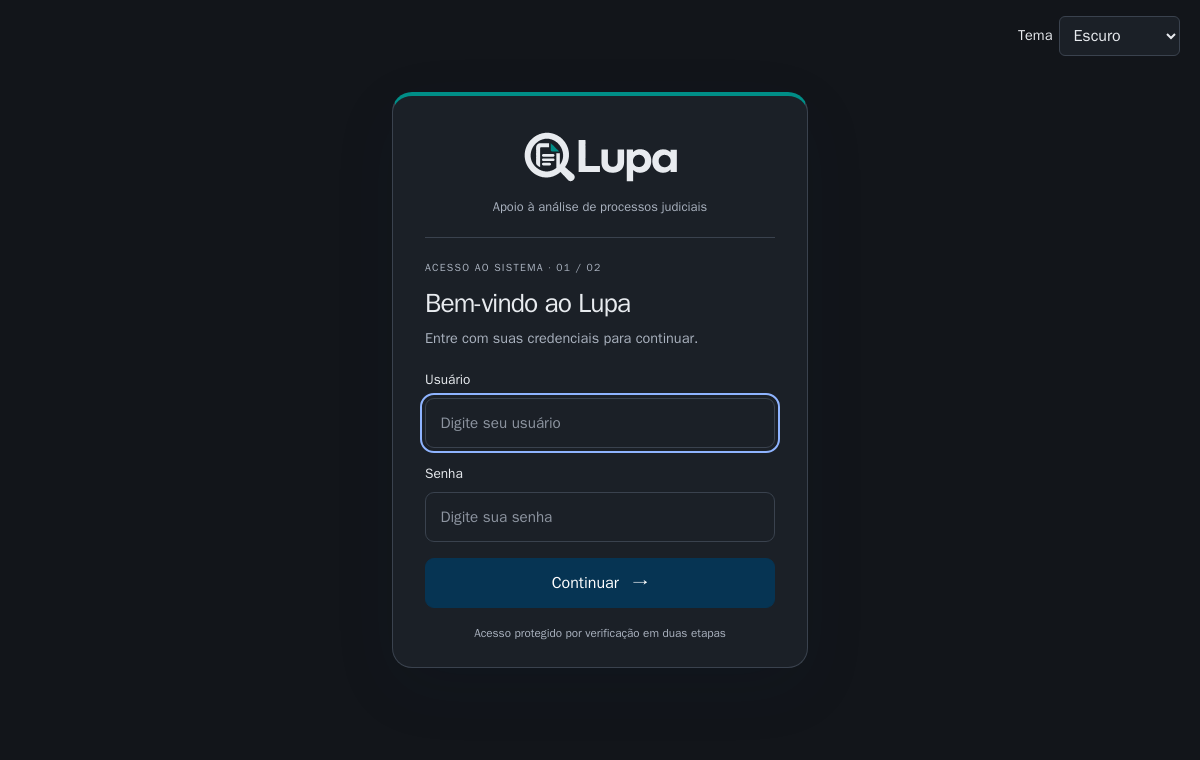 Tema Escuro
Lupa
Apoio à análise de processos judiciais
ACESSO AO SISTEMA · 01 / 02
Bem-vindo ao Lupa
Entre com suas credenciais para continuar.
Usuário
Digite seu usuário
Senha
Digite sua senha
Continuar →
Acesso protegido por verificação em duas etapas